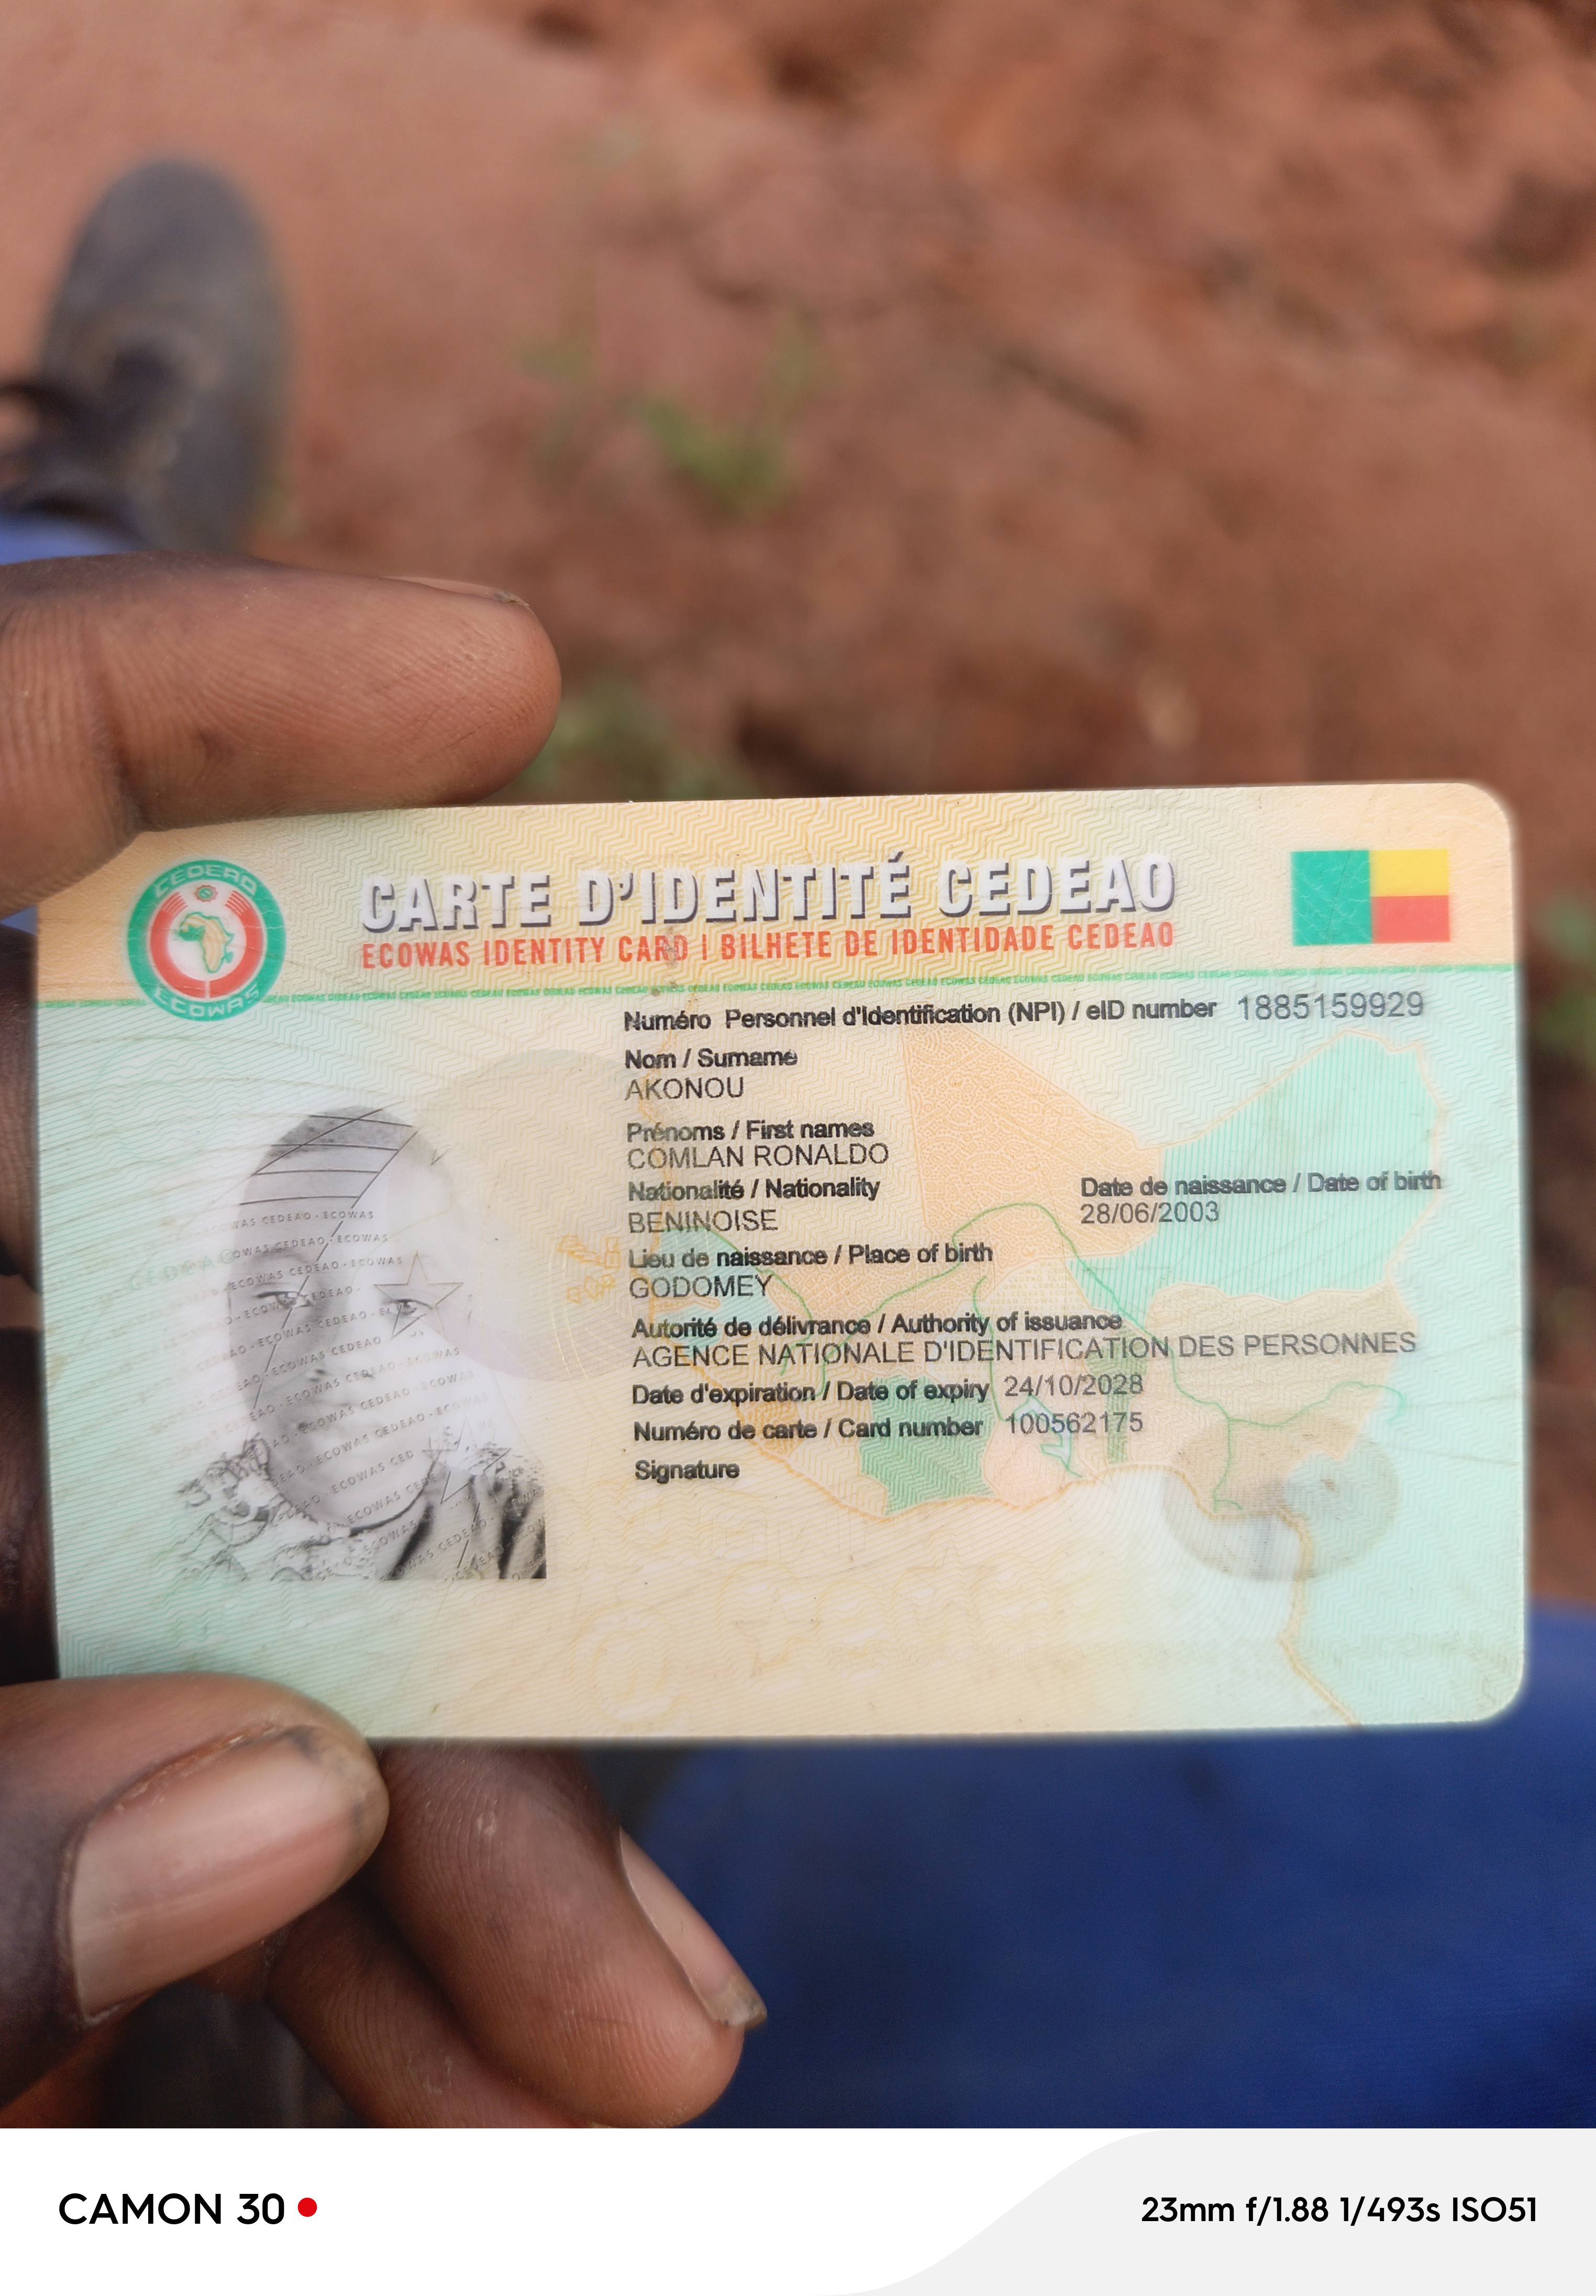 CEDEAO
ECOWAS
CARTE D'IDENTITÉ CEDEAO
ECOWAS IDENTITY CARD | BILHETE DE IDENTIDADE CEDEAO
Numéro Personnel d'Identification (NPI) / eID number 1885159929
Nom / Surname
AKONOU
Prénoms / First names
COMLAN RONALDO
Nationalité / Nationality
BENINOISE
Date de naissance / Date of birth
28/06/2003
Lieu de naissance / Place of birth
GODOMEY
Autorité de délivrance / Authority of issuance
AGENCE NATIONALE D'IDENTIFICATION DES PERSONNES
Date d'expiration / Date of expiry 24/10/2028
Numéro de carte / Card number 100562175
Signature
CAMON 30
23mm f/1.88 1/493s ISO51